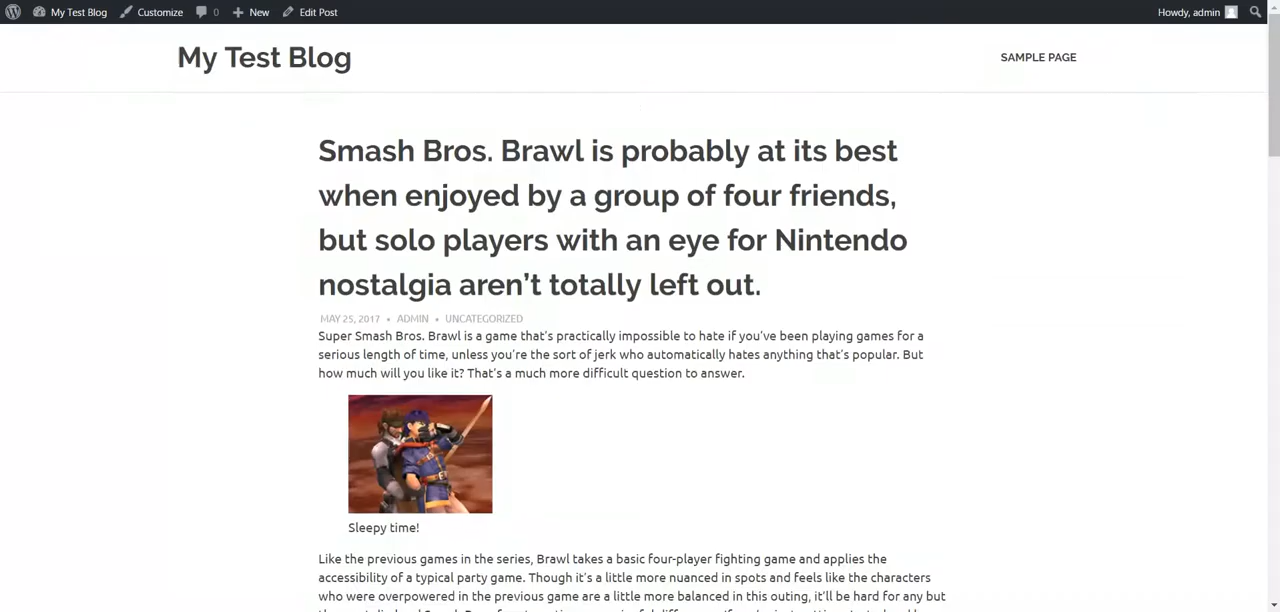 My Test Blog Customize 0 New Edit Post Howdy, admin
My Test Blog SAMPLE PAGE
Smash Bros. Brawl is probably at its best
when enjoyed by a group of four friends,
but solo players with an eye for Nintendo
nostalgia aren’t totally left out.
MAY 25, 2017 • ADMIN • UNCATEGORIZED
Super Smash Bros. Brawl is a game that’s practically impossible to hate if you’ve been playing games for a
serious length of time, unless you’re the sort of jerk who automatically hates anything that’s popular. But
how much will you like it? That’s a much more difficult question to answer.
Sleepy time!
Like the previous games in the series, Brawl takes a basic four-player fighting game and applies the
accessibility of a typical party game. Though it’s a little more nuanced in spots and feels like the characters
who were overpowered in the previous game are a little more balanced in this outing, it’ll be hard for any but